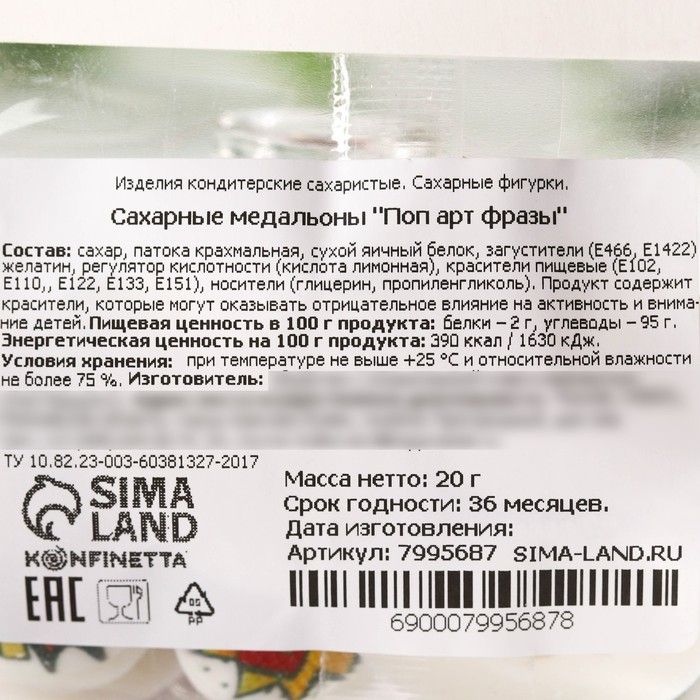 Изделия кондитерские сахаристые. Сахарные фигурки.
Сахарные медальоны "Поп арт фразы"
Состав: сахар, патока крахмальная, сухой яичный белок, загустители (Е466, Е1422)
желатин, регулятор кислотности (кислота лимонная), красители пищевые (Е102,
Е110,, Е122, Е133, Е151), носители (глицерин, пропиленгликоль). Продукт содержит
красители, которые могут оказывать отрицательное влияние на активность и внима-
ние детей. Пищевая ценность в 100 г продукта: белки – 2 г, углеводы – 95 г.
Энергетическая ценность на 100 г продукта: 390 ккал / 1630 кДж.
Условия хранения: при температуре не выше +25 °С и относительной влажности
не более 75 %. Изготовитель:
ТУ 10.82.23-003-60381327-2017
SIMA
LAND
KONFINETTA
Масса нетто: 20 г
Срок годности: 36 месяцев.
Дата изготовления:
Артикул: 7995687 SIMA-LAND.RU
EAC
05
PP
6900079956878